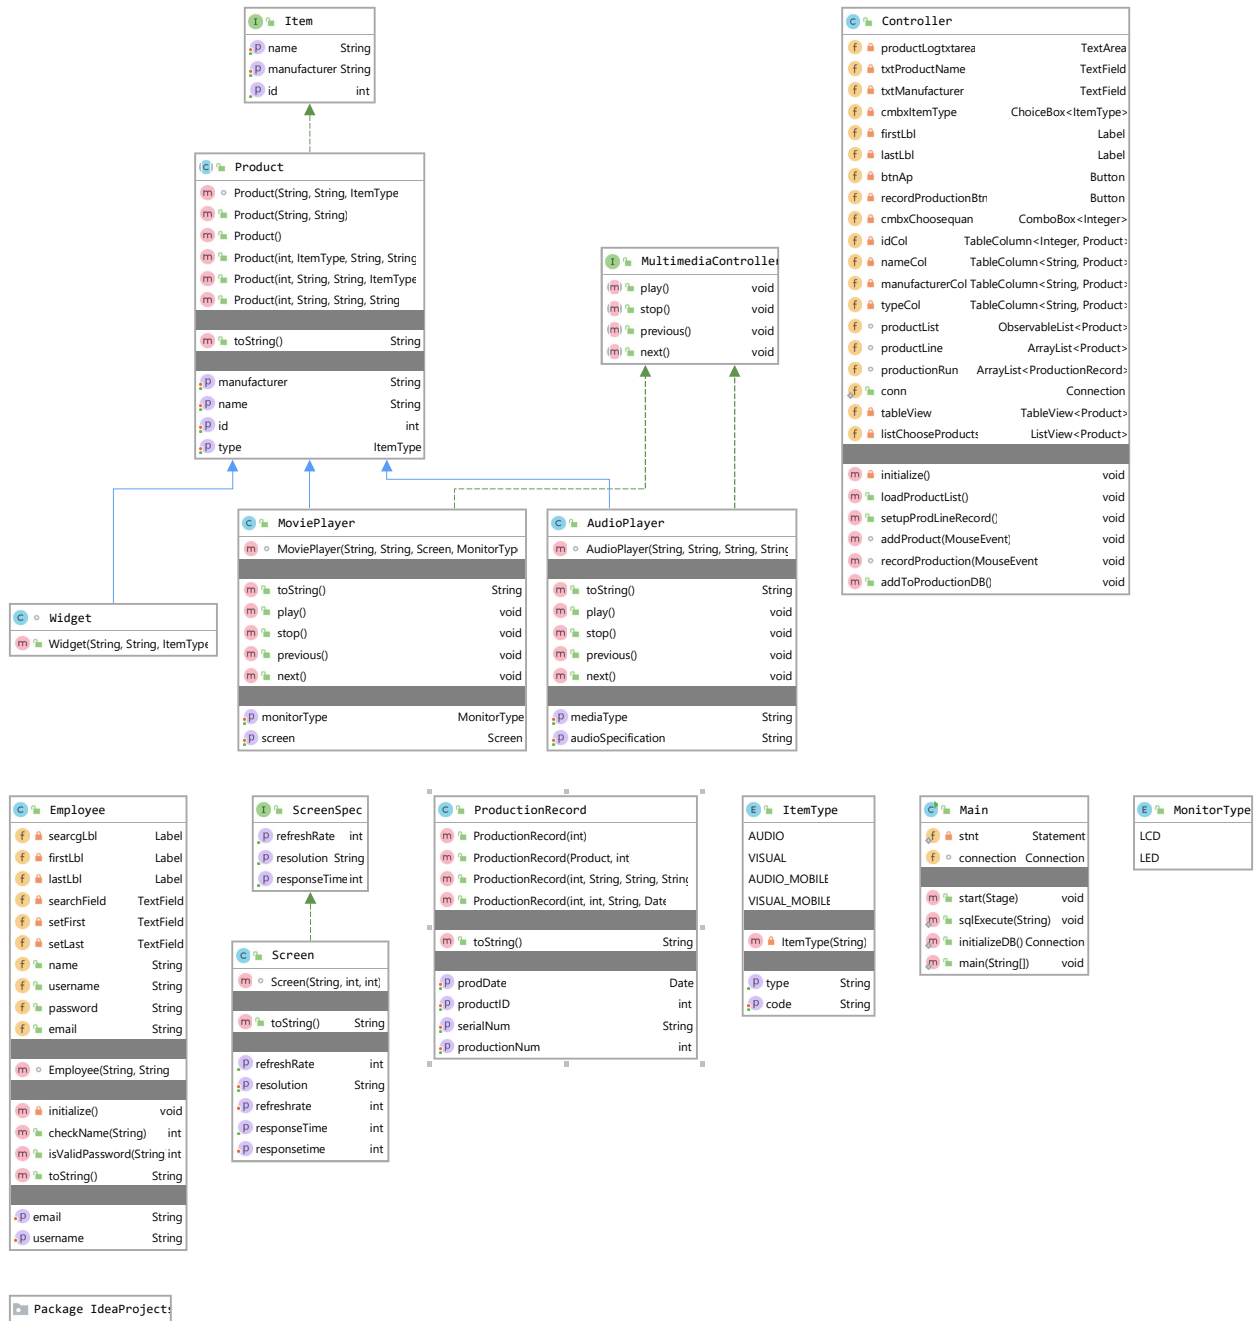 Item
name String
manufacturer String
id int
Product
Product(String, String, ItemType
Product(String, String)
Product()
Product(int, ItemType, String, String
Product(int, String, String, ItemType
Product(int, String, String, String
toString() String
manufacturer String
name String
id int
type ItemType
MultimediaController
play() void
stop() void
previous() void
next() void
Controller
productLogtxtarea TextArea
txtProductName TextField
txtManufacturer TextField
cmbxItemType ChoiceBox<ItemType>
firstLbl Label
lastLbl Label
btnAp Button
recordProductionBtn Button
cmbxChoosequan ComboBox<Integer>
idCol TableColumn<Integer, Product>
nameCol TableColumn<String, Product>
manufacturerCol TableColumn<String, Product>
typeCol TableColumn<String, Product>
productList ObservableList<Product>
productLine ArrayList<Product>
productionRun ArrayList<ProductionRecord>
conn Connection
tableView TableView<Product>
listChooseProducts ListView<Product>
initialize() void
loadProductList() void
setupProdLineRecord() void
addProduct(MouseEvent) void
recordProduction(MouseEvent void
addToProductionDB() void
MoviePlayer
MoviePlayer(String, String, Screen, MonitorTyp
toString() String
play() void
stop() void
previous() void
next() void
monitorType MonitorType
screen Screen
AudioPlayer
AudioPlayer(String, String, String, String
toString() String
play() void
stop() void
previous() void
next() void
mediaType String
audioSpecification String
Widget
Widget(String, String, ItemType
Employee
searcgLbl Label
firstLbl Label
lastLbl Label
searchField TextField
setFirst TextField
setLast TextField
name String
username String
password String
email String
Employee(String, String
initialize() void
checkName(String) int
isValidPassword(String int
toString() String
email String
username String
ScreenSpec
refreshRate int
resolution String
responseTime int
Screen
Screen(String, int, int)
toString() String
refreshRate int
resolution String
refreshrate int
responseTime int
responsetime int
ProductionRecord
ProductionRecord(int)
ProductionRecord(Product, int
ProductionRecord(int, String, String, String
ProductionRecord(int, int, String, Date
toString() String
prodDate Date
productID int
serialNum String
productionNum int
ItemType
AUDIO
VISUAL
AUDIO_MOBILE
VISUAL_MOBILE
ItemType(String)
type String
code String
Main
stnt Statement
connection Connection
start(Stage) void
sqlExecute(String) void
initializeDB() Connection
main(String[]) void
MonitorType
LCD
LED
Package IdeaProjects